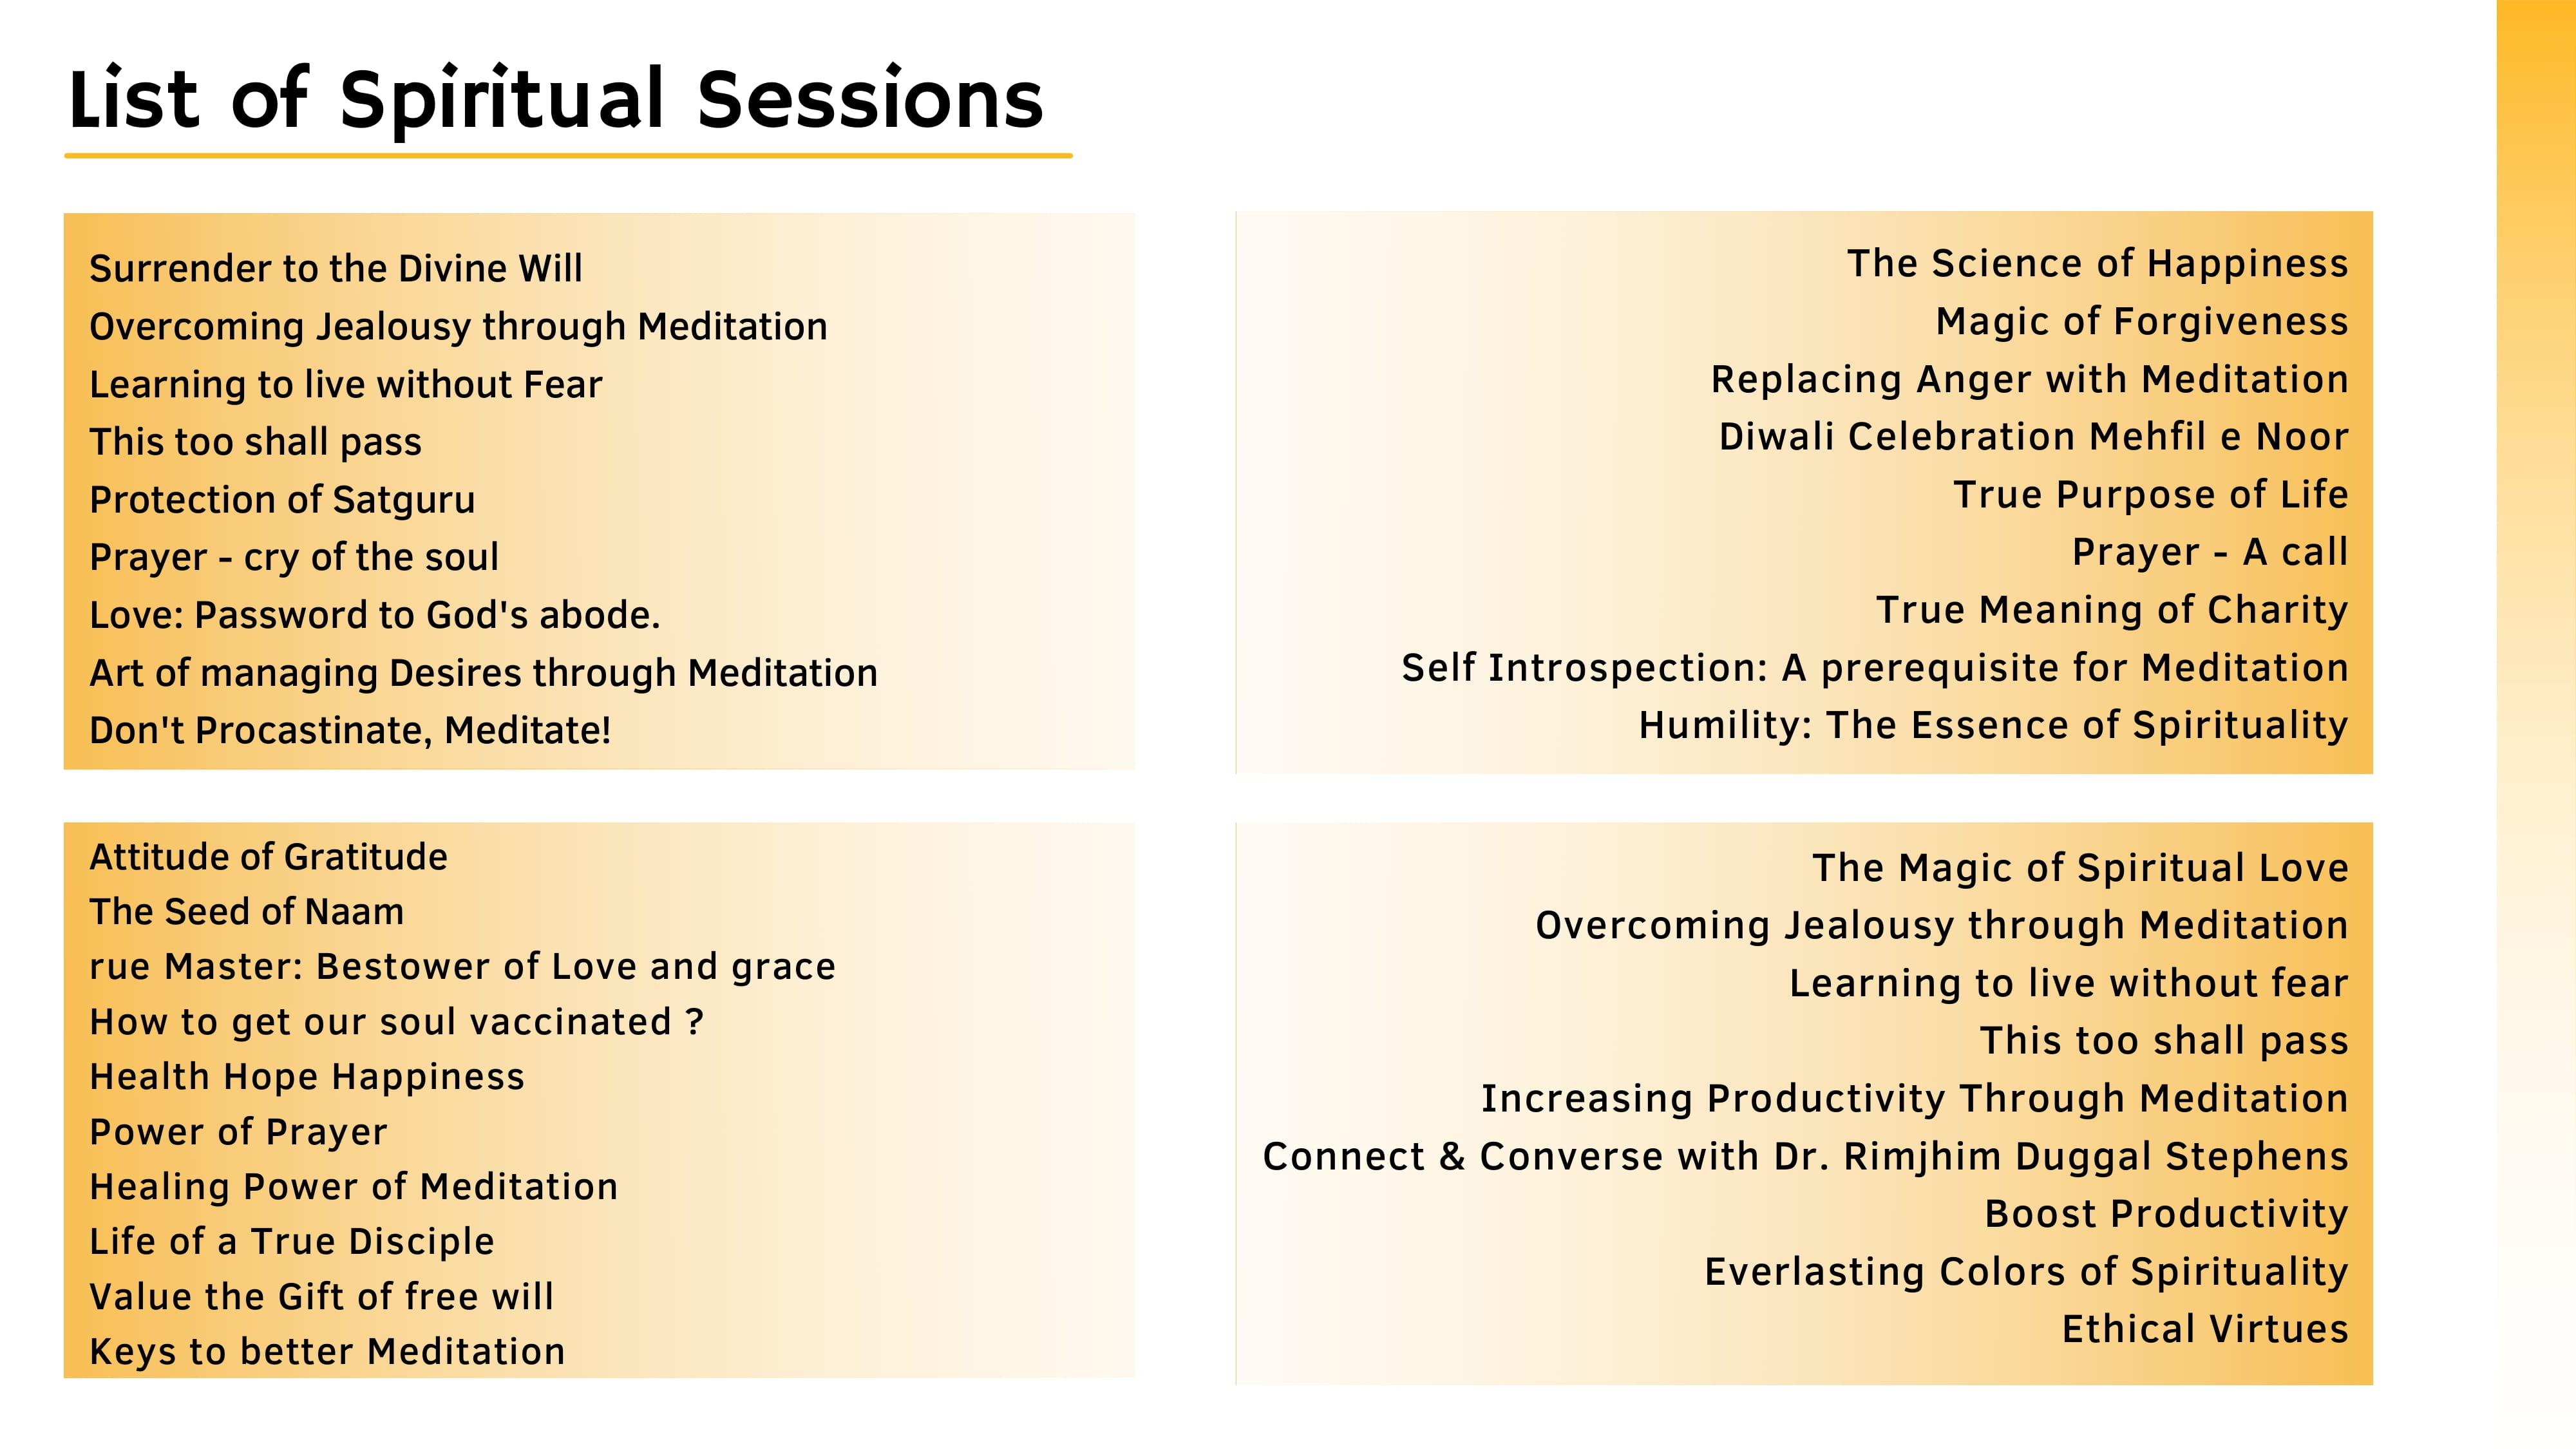 List of Spiritual Sessions
Surrender to the Divine Will
Overcoming Jealousy through Meditation
Learning to live without Fear
This too shall pass
Protection of Satguru
Prayer - cry of the soul
Love: Password to God's abode.
Art of managing Desires through Meditation
Don't Procastinate, Meditate!
The Science of Happiness
Magic of Forgiveness
Replacing Anger with Meditation
Diwali Celebration Mehfil e Noor
True Purpose of Life
Prayer - A call
True Meaning of Charity
Self Introspection: A prerequisite for Meditation
Humility: The Essence of Spirituality
Attitude of Gratitude
The Seed of Naam
rue Master: Bestower of Love and grace
How to get our soul vaccinated ?
Health Hope Happiness
Power of Prayer
Healing Power of Meditation
Life of a True Disciple
Value the Gift of free will
Keys to better Meditation
The Magic of Spiritual Love
Overcoming Jealousy through Meditation
Learning to live without fear
This too shall pass
Increasing Productivity Through Meditation
Connect & Converse with Dr. Rimjhim Duggal Stephens
Boost Productivity
Everlasting Colors of Spirituality
Ethical Virtues